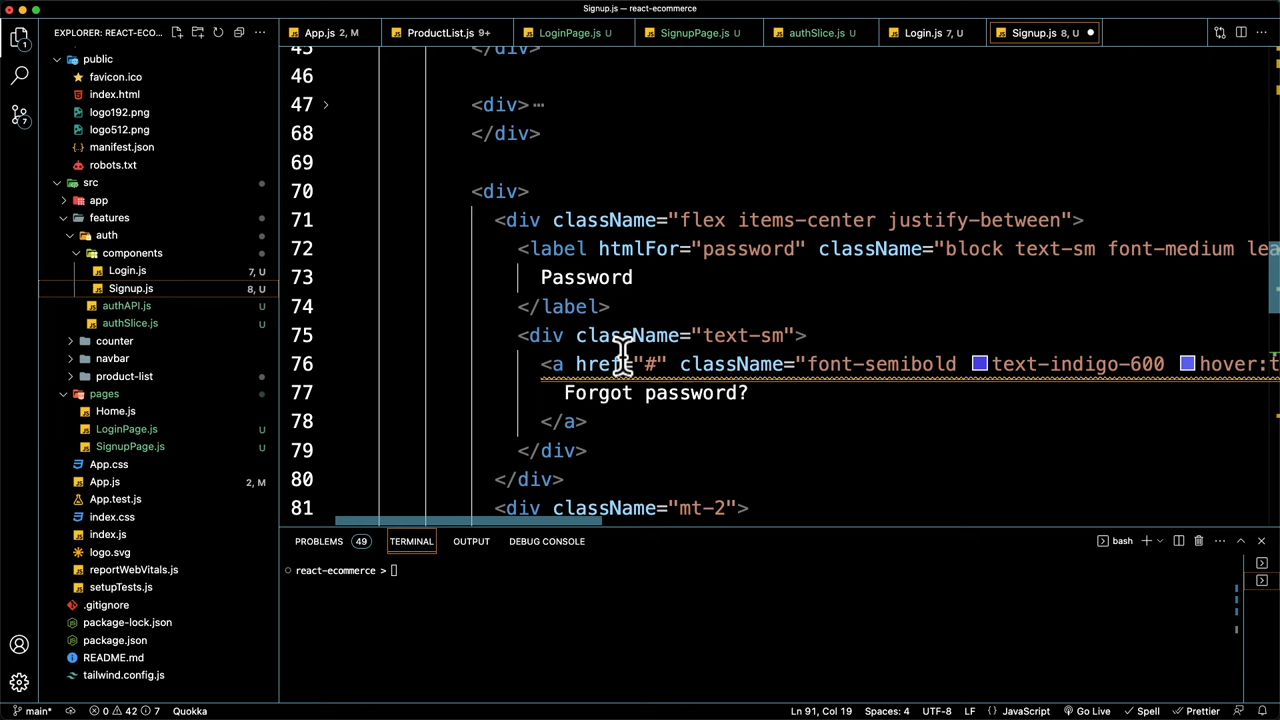 Signup.js — react-ecommerce
EXPLORER: REACT-ECO...
App.js 2, M
ProductList.js 9+
LoginPage.js U
SignupPage.js U
authSlice.js U
Login.js 7, U
Signup.js 8, U
public
favicon.ico
index.html
logo192.png
logo512.png
manifest.json
robots.txt
src
app
features
auth
components
Login.js 7, U
Signup.js 8, U
authAPI.js U
authSlice.js U
counter
navbar
product-list
pages
Home.js
LoginPage.js U
SignupPage.js U
App.css
App.js 2, M
App.test.js
index.css
index.js
logo.svg
reportWebVitals.js
setupTests.js
.gitignore
package-lock.json
package.json
README.md
tailwind.config.js
45 </div>
46
47 <div>
68 </div>
69
70 <div>
71 <div className="flex items-center justify-between">
72 <label htmlFor="password" className="block text-sm font-medium lea
73 Password
74 </label>
75 <div className="text-sm">
76 <a href="#" className="font-semibold text-indigo-600 hover:t
77 Forgot password?
78 </a>
79 </div>
80 </div>
81 <div className="mt-2">
PROBLEMS 49 TERMINAL OUTPUT DEBUG CONSOLE
bash
react-ecommerce >
main* 0 42 7 Quokka
Ln 91, Col 19 Spaces: 4 UTF-8 LF {} JavaScript Go Live Spell Prettier